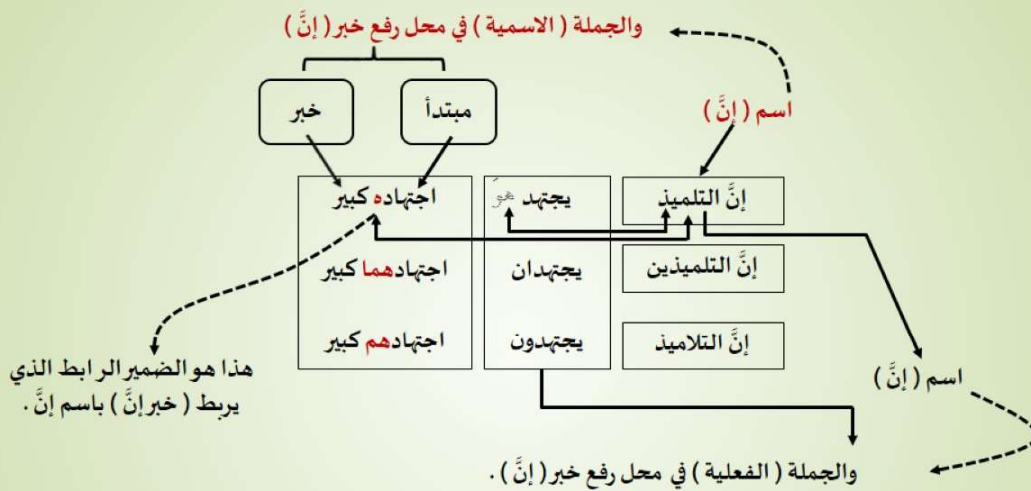 والجملة ( الاسمية ) في محل رفع خبر ( إنَّ )
اسم ( إنَّ )
مبتدأ
خبر
إنَّ التلميذ
يجتهد هوَ
اجتهاده كبير
إنَّ التلميذين
يجتهدان
اجتهادهما كبير
إنَّ التلاميذ
يجتهدون
اجتهادهم كبير
اسم ( إنَّ )
هذا هو الضمير الرابط الذي
يربط ( خبر إنَّ ) باسم إنَّ .
والجملة ( الفعلية ) في محل رفع خبر ( إنَّ ) .